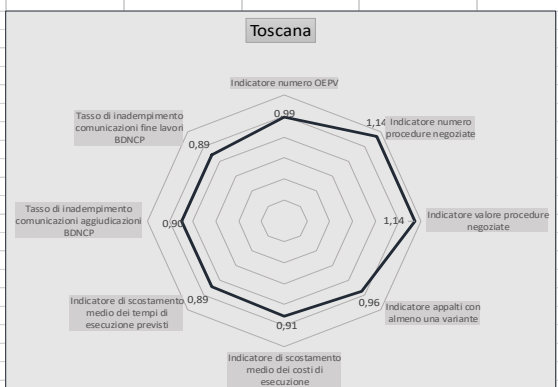 Toscana
Indicatore numero OEPV
0,99
1,14
Indicatore numero
procedure negoziate
1,14
Indicatore valore procedure
negoziate
0,96
Indicatore appalti con
almeno una variante
0,91
Indicatore di scostamento
medio dei costi di
esecuzione
0,89
Indicatore di scostamento
medio dei tempi di
esecuzione previsti
0,90
Tasso di inadempimento
comunicazioni aggiudicazioni
BDNCP
0,89
Tasso di inadempimento
comunicazioni fine lavori
BDNCP